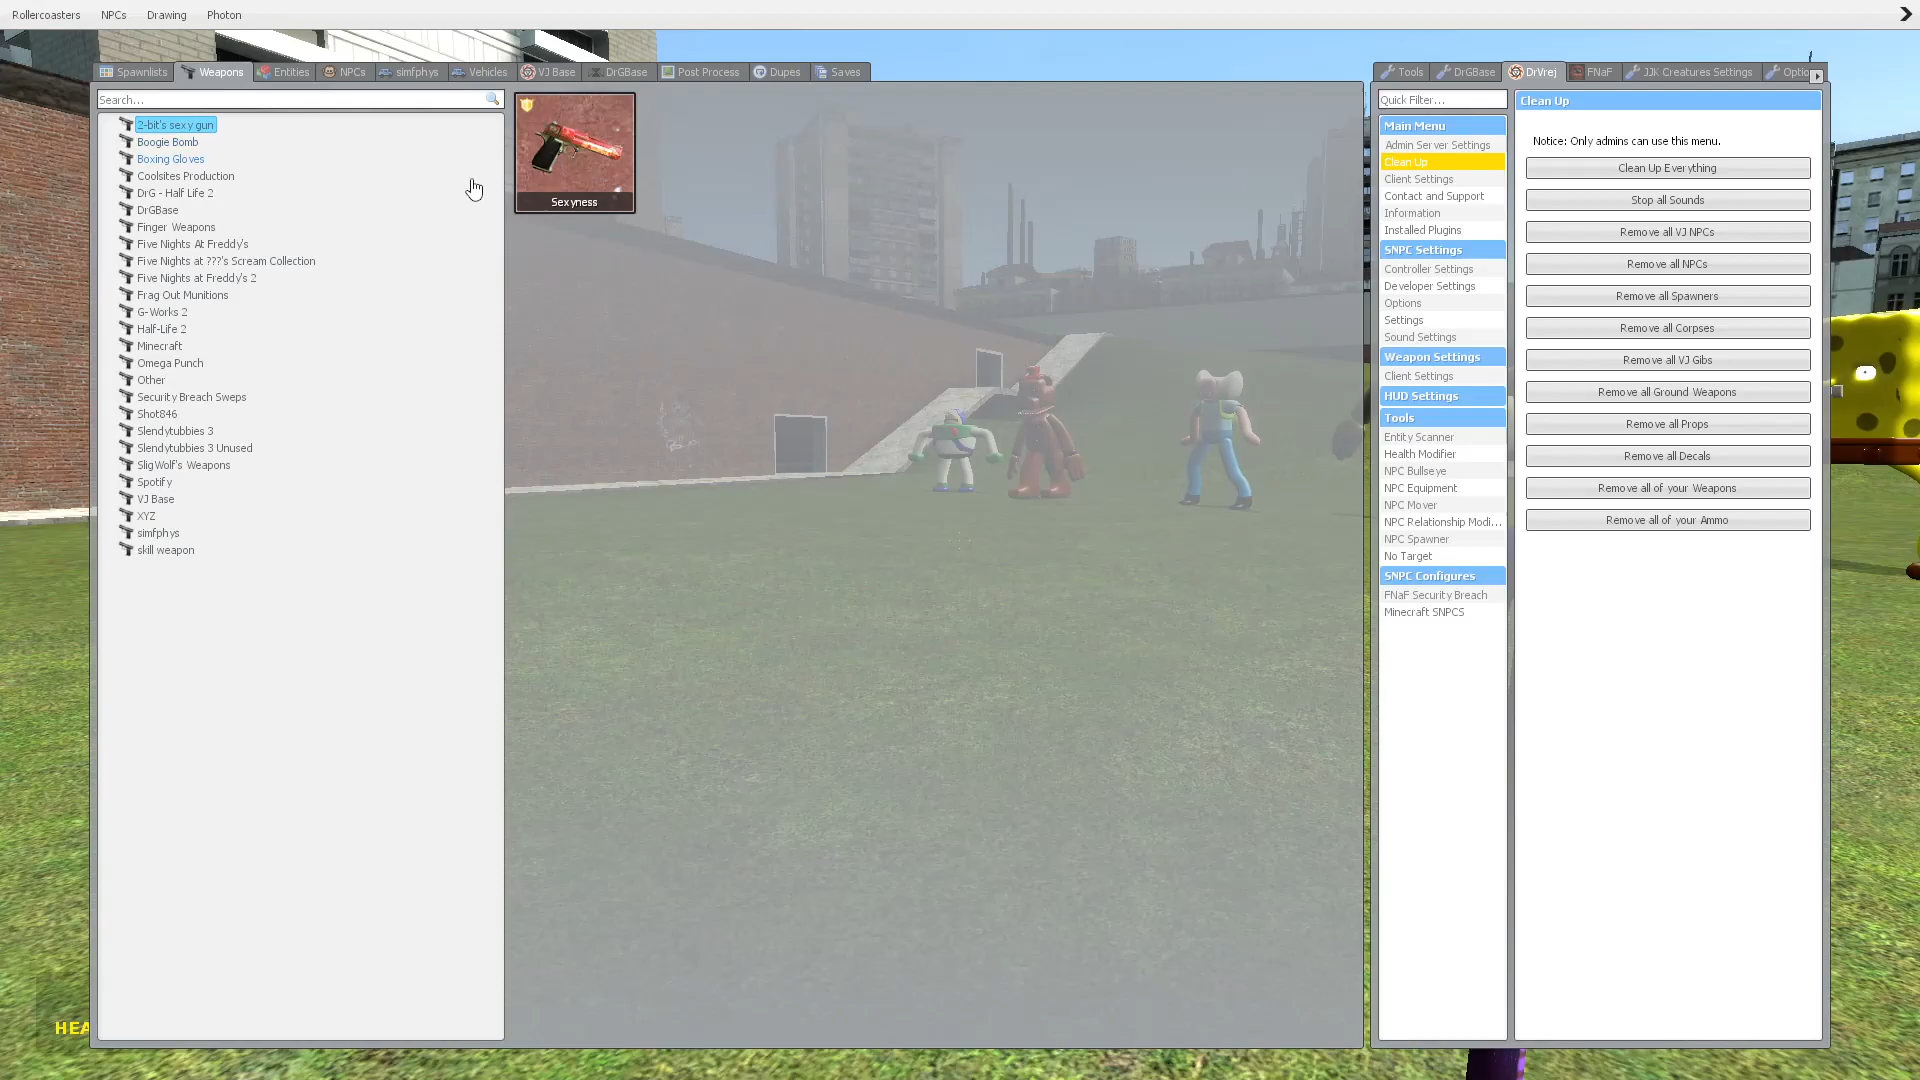 Rollercoasters NPCs Drawing Photon
Spawnlists Weapons Entities NPCs simfphys Vehicles VJ Base DrGBase Post Process Dupes Saves
Search...
2-bit's sexy gun
Boogie Bomb
Boxing Gloves
Coolsites Production
DrG - Half Life 2
DrGBase
Finger Weapons
Five Nights At Freddy's
Five Nights at ???'s Scream Collection
Five Nights at Freddy's 2
Frag Out Munitions
G-Works 2
Half-Life 2
Minecraft
Omega Punch
Other
Security Breach Sweps
Shot846
Slendytubbies 3
Slendytubbies 3 Unused
SligWolf's Weapons
Spotify
VJ Base
XYZ
simfphys
skill weapon
Sexyness
HEA
Tools DrGBase DrVrej FNaF JJK Creatures Settings Optio
Quick Filter...
Main Menu
Admin Server Settings
Clean Up
Client Settings
Contact and Support
Information
Installed Plugins
SNPC Settings
Controller Settings
Developer Settings
Options
Settings
Sound Settings
Weapon Settings
Client Settings
HUD Settings
Tools
Entity Scanner
Health Modifier
NPC Bullseye
NPC Equipment
NPC Mover
NPC Relationship Modi...
NPC Spawner
No Target
SNPC Configures
FNaF Security Breach
Minecraft SNPCS
Clean Up
Notice: Only admins can use this menu.
Clean Up Everything
Stop all Sounds
Remove all VJ NPCs
Remove all NPCs
Remove all Spawners
Remove all Corpses
Remove all VJ Gibs
Remove all Ground Weapons
Remove all Props
Remove all Decals
Remove all of your Weapons
Remove all of your Ammo